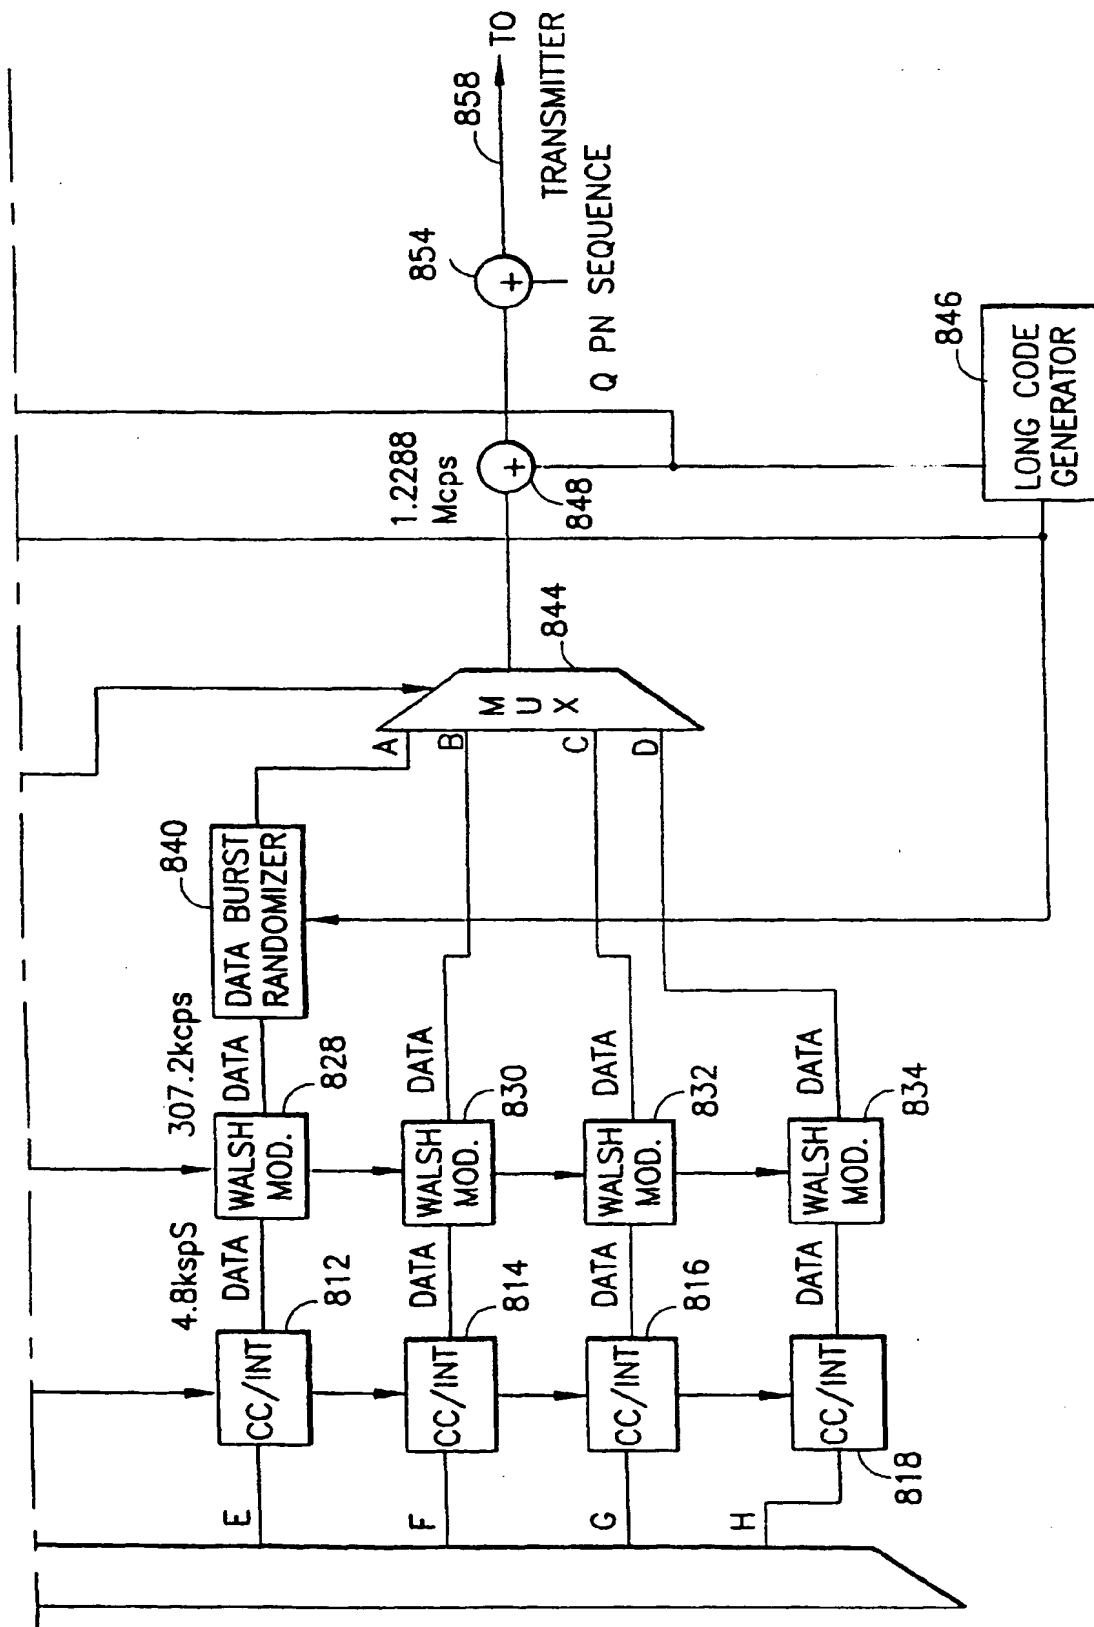 E
F
G
H
4.8kspS
CC/INT
812
CC/INT
814
CC/INT
816
CC/INT
818
DATA
DATA
DATA
DATA
307.2kcps
WALSH
MOD.
828
WALSH
MOD.
830
WALSH
MOD.
832
WALSH
MOD.
834
DATA
DATA
DATA
DATA
DATA BURST
RANDOMIZER
840
A
B
C
D
MUX
844
1.2288
Mcps
+
848
+
854
Q PN SEQUENCE
858
TO
TRANSMITTER
LONG CODE
GENERATOR
846